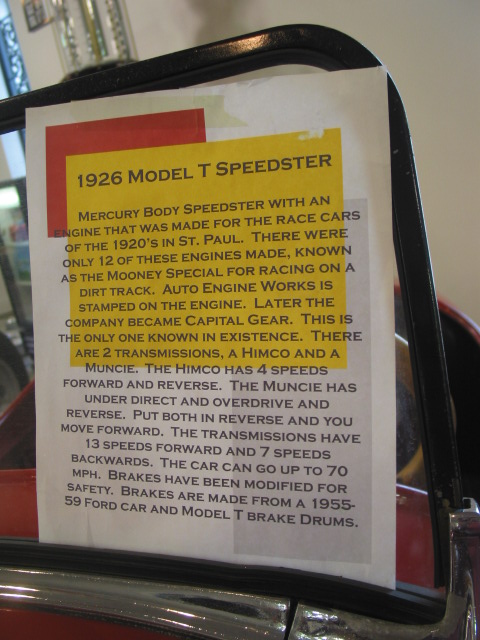 1926 Model T Speedster
Mercury Body Speedster with an
engine that was made for the race cars
of the 1920's in St. Paul. There were
only 12 of these engines made, known
as the Mooney Special for racing on a
dirt track. Auto Engine Works is
stamped on the engine. Later the
company became Capital Gear. This is
the only one known in existence. There
are 2 transmissions, a Himco and a
Muncie. The Himco has 4 speeds
forward and reverse. The Muncie has
under direct and overdrive and
reverse. Put both in reverse and you
move forward. The transmissions have
13 speeds forward and 7 speeds
backwards. The car can go up to 70
mph. Brakes have been modified for
safety. Brakes are made from a 1955-
59 Ford car and Model T brake Drums.